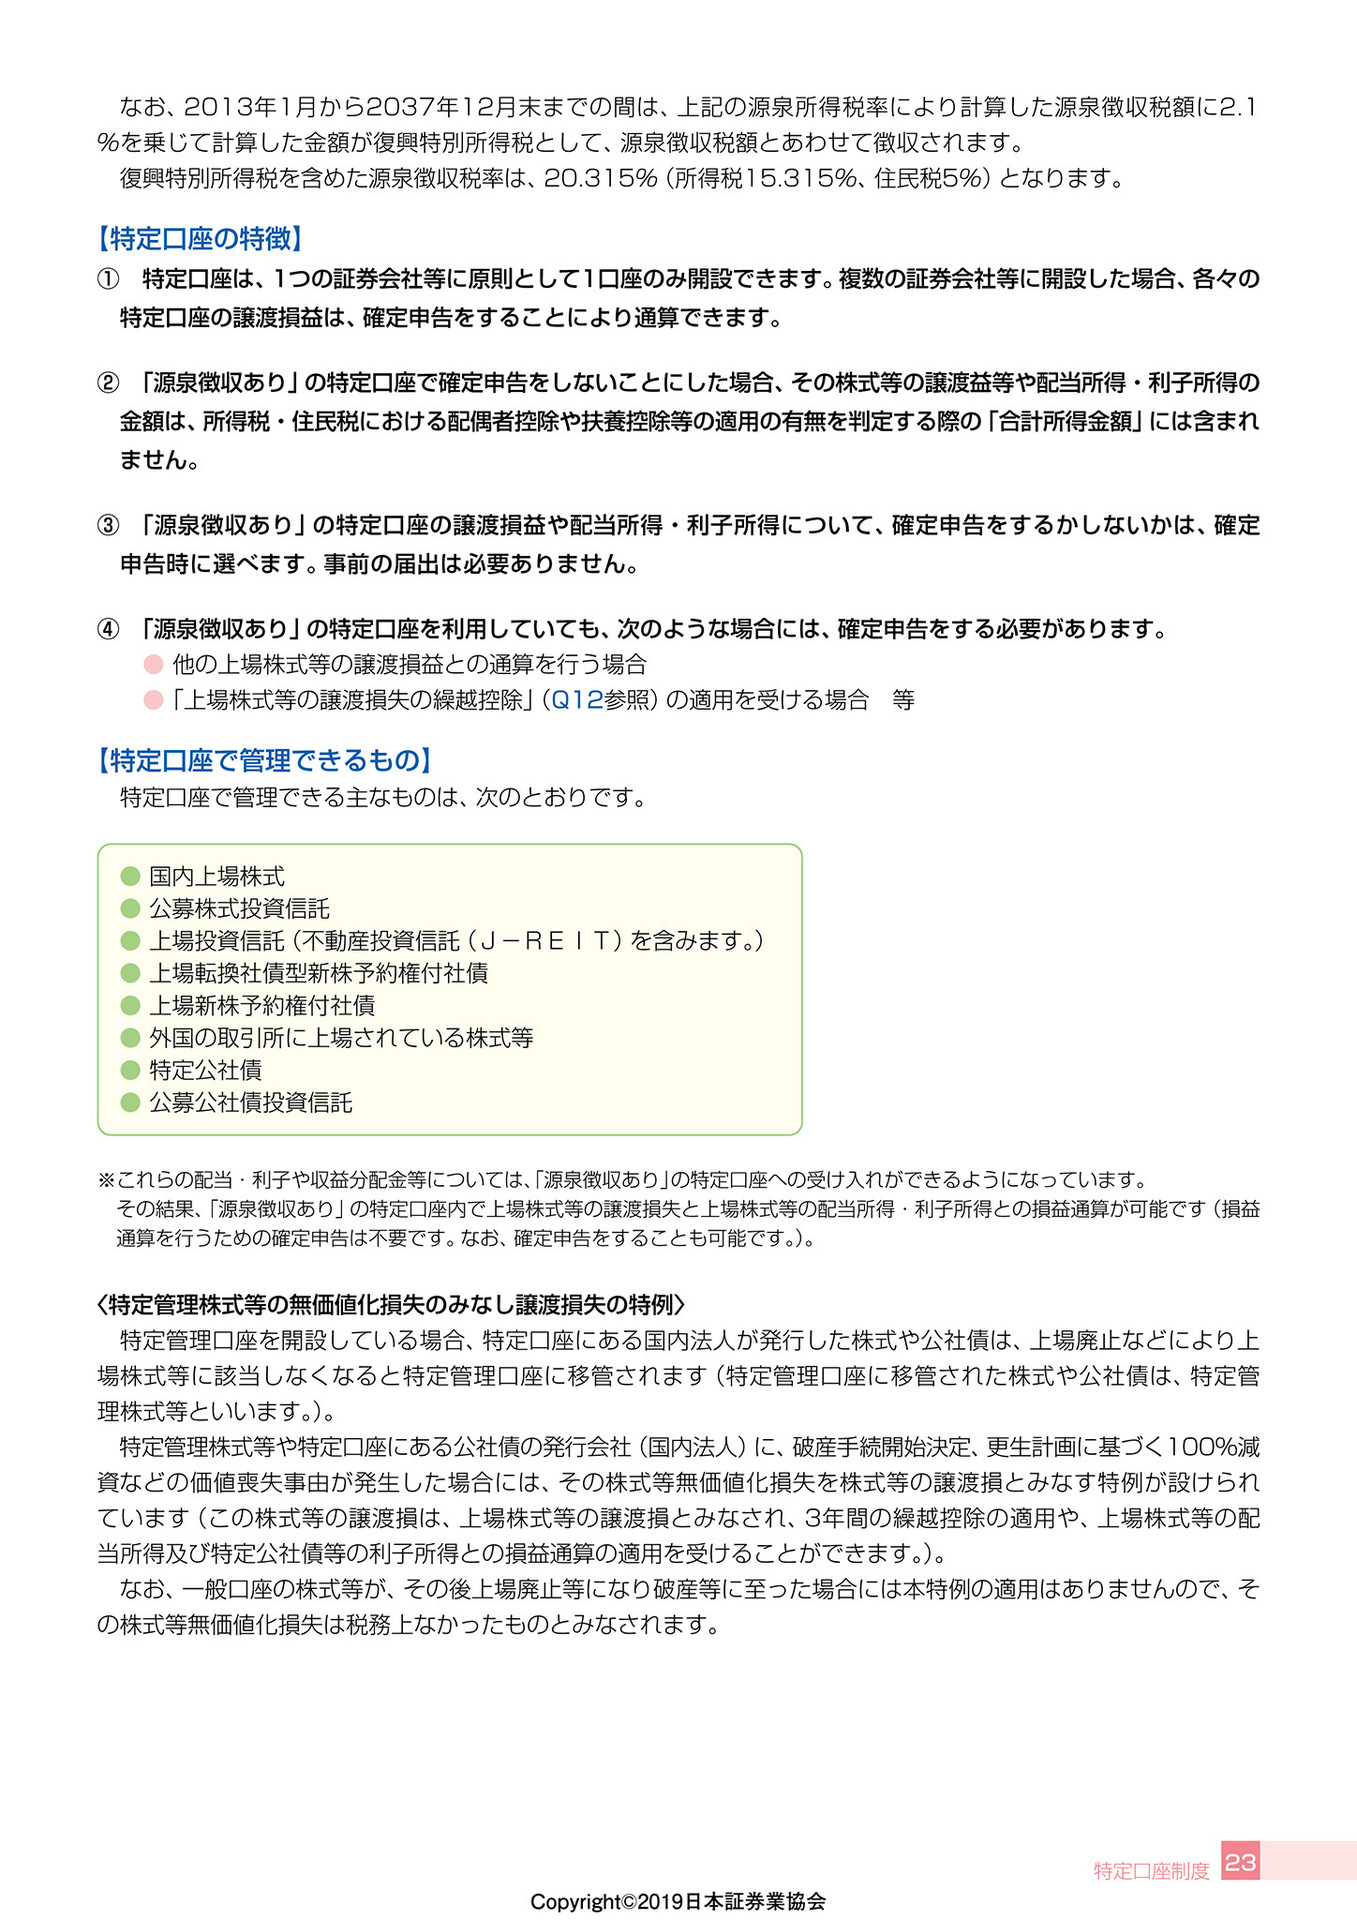 なお、2013年1月から2037年12月末までの間は、上記の源泉所得税率により計算した源泉徴収税額に2.1
%を乗じて計算した金額が復興特別所得税として、源泉徴収税額とあわせて徴収されます。
復興特別所得税を含めた源泉徴収税率は、20.315%（所得税15.315%、住民税5%）となります。
【特定口座の特徴】
①　特定口座は、1つの証券会社等に原則として1口座のみ開設できます。複数の証券会社等に開設した場合、各々の
特定口座の譲渡損益は、確定申告をすることにより通算できます。
②　「源泉徴収あり」の特定口座で確定申告をしないことにした場合、その株式等の譲渡益等や配当所得・利子所得の
金額は、所得税・住民税における配偶者控除や扶養控除等の適用の有無を判定する際の「合計所得金額」には含まれ
ません。
③　「源泉徴収あり」の特定口座の譲渡損益や配当所得・利子所得について、確定申告をするかしないかは、確定
申告時に選べます。事前の届出は必要ありません。
④　「源泉徴収あり」の特定口座を利用していても、次のような場合には、確定申告をする必要があります。
● 他の上場株式等の譲渡損益との通算を行う場合
●「上場株式等の譲渡損失の繰越控除」（Q12参照）の適用を受ける場合　等
【特定口座で管理できるもの】
特定口座で管理できる主なものは、次のとおりです。
● 国内上場株式
● 公募株式投資信託
● 上場投資信託（不動産投資信託（Ｊ－ＲＥＩＴ）を含みます。）
● 上場転換社債型新株予約権付社債
● 上場新株予約権付社債
● 外国の取引所に上場されている株式等
● 特定公社債
● 公募公社債投資信託
※これらの配当・利子や収益分配金等については、「源泉徴収あり」の特定口座への受け入れができるようになっています。
その結果、「源泉徴収あり」の特定口座内で上場株式等の譲渡損失と上場株式等の配当所得・利子所得との損益通算が可能です（損益
通算を行うための確定申告は不要です。なお、確定申告をすることも可能です。）。
〈特定管理株式等の無価値化損失のみなし譲渡損失の特例〉
特定管理口座を開設している場合、特定口座にある国内法人が発行した株式や公社債は、上場廃止などにより上
場株式等に該当しなくなると特定管理口座に移管されます（特定管理口座に移管された株式や公社債は、特定管
理株式等といいます。）。
特定管理株式等や特定口座にある公社債の発行会社（国内法人）に、破産手続開始決定、更生計画に基づく100%減
資などの価値喪失事由が発生した場合には、その株式等無価値化損失を株式等の譲渡損とみなす特例が設けられ
ています（この株式等の譲渡損は、上場株式等の譲渡損とみなされ、3年間の繰越控除の適用や、上場株式等の配
当所得及び特定公社債等の利子所得との損益通算の適用を受けることができます。）。
なお、一般口座の株式等が、その後上場廃止等になり破産等に至った場合には本特例の適用はありませんので、そ
の株式等無価値化損失は税務上なかったものとみなされます。
特定口座制度 23
Copyright©2019日本証券業協会